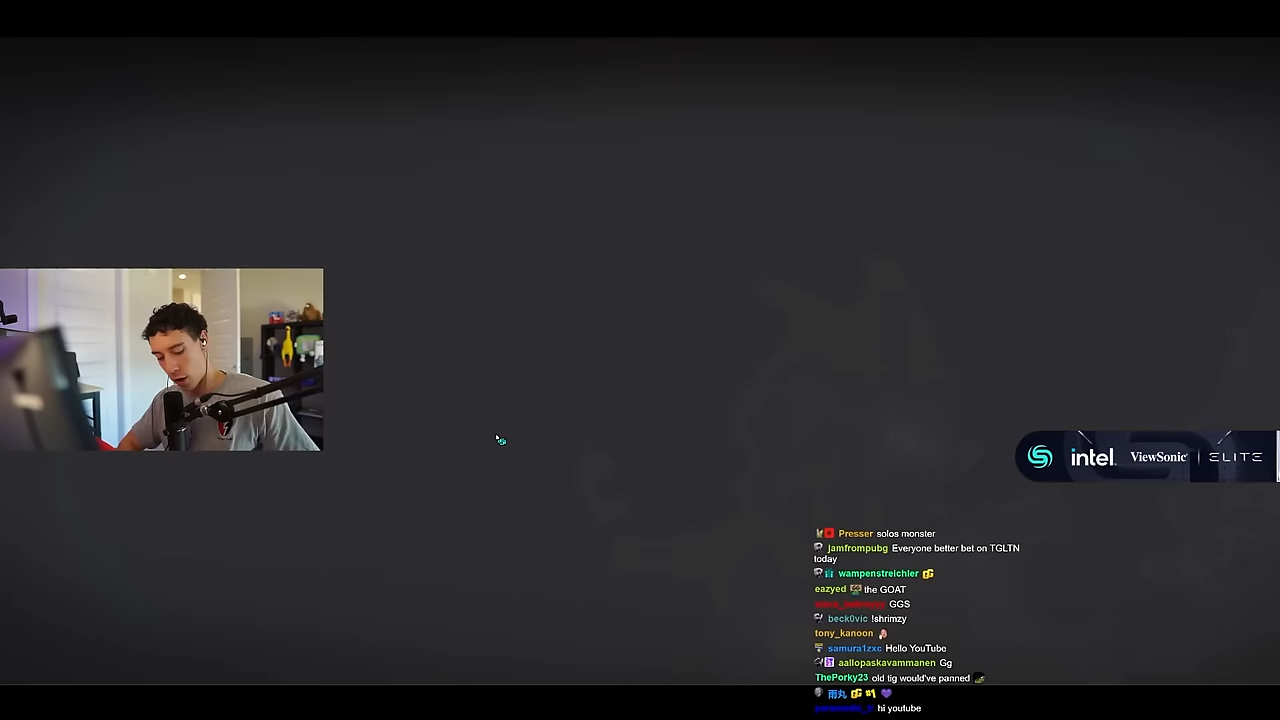 intel. ViewSonic | ELITE
Presser solos monster
jamfrompubg Everyone better bet on TGLTN
today
wampenstreichler
eazyed the GOAT
GGS
beck0vic !shrimzy
tony_kanoon
samura1zxc Hello YouTube
aallopaskavammanen Gg
ThePorky23 old tig would've panned
雨丸 #1
hi youtube